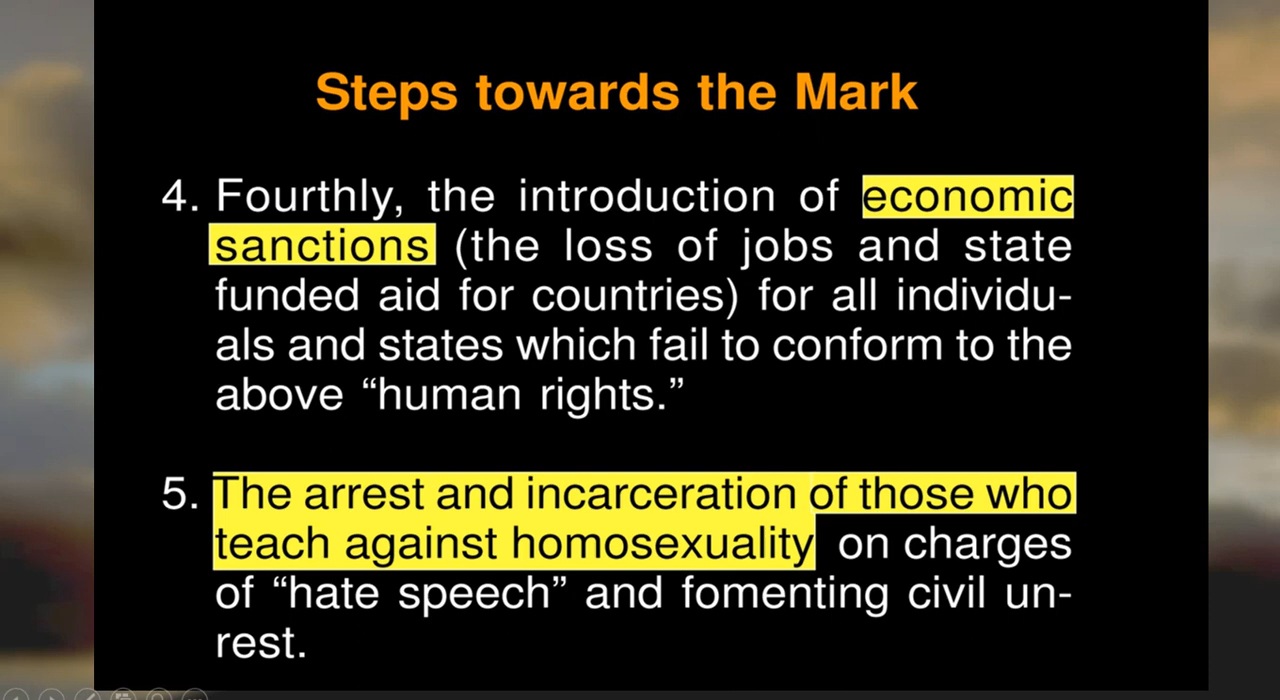 Steps towards the Mark
4. Fourthly, the introduction of economic
sanctions (the loss of jobs and state
funded aid for countries) for all individu-
als and states which fail to conform to the
above “human rights.”
5. The arrest and incarceration of those who
teach against homosexuality on charges
of “hate speech” and fomenting civil un-
rest.